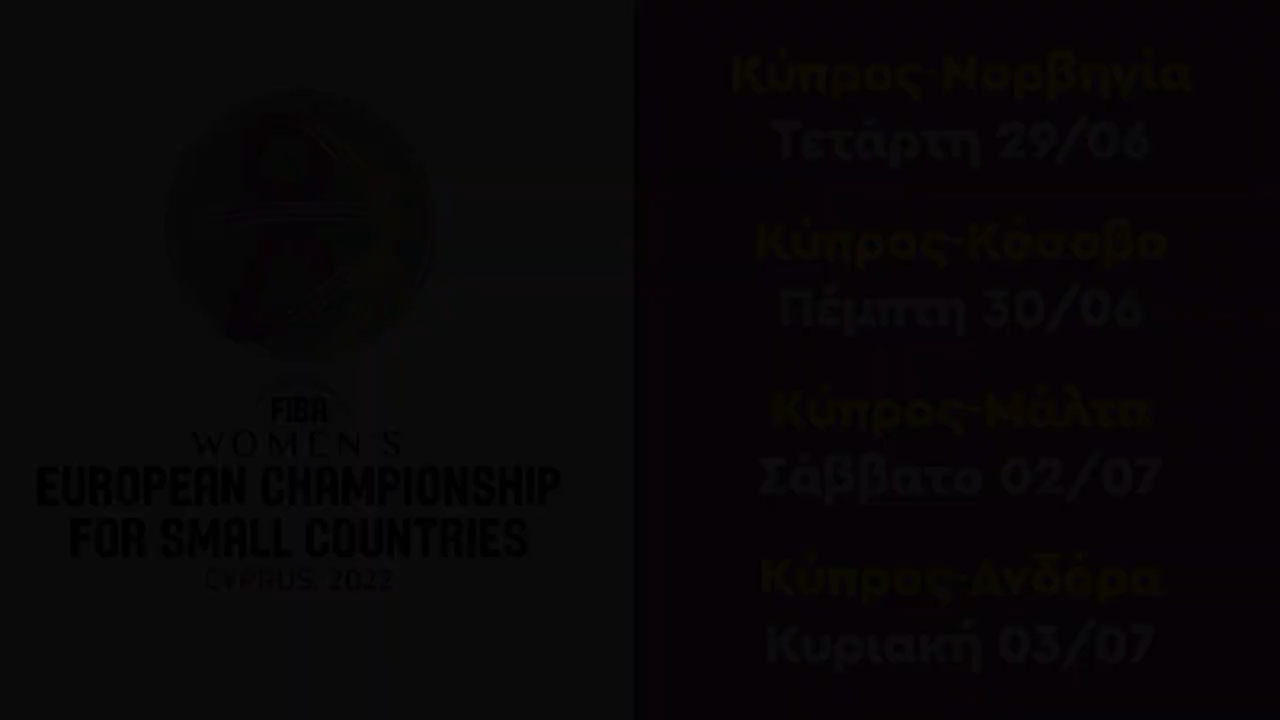 FIBA
WOMEN'S
EUROPEAN CHAMPIONSHIP
FOR SMALL COUNTRIES
CYPRUS, 2022
Κύπρος-Νορβηγία
Τετάρτη 29/06
Κύπρος-Κόσοβο
Πέμπτη 30/06
Κύπρος-Μάλτα
Σάββατο 02/07
Κύπρος-Ανδόρα
Κυριακή 03/07